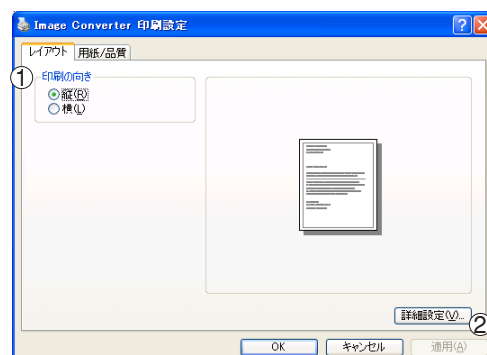 Image Converter 印刷設定
レイアウト 用紙/品質
① 印刷の向き
縦(R)
横(L)
詳細設定(V)...
②
OK キャンセル 適用(A)